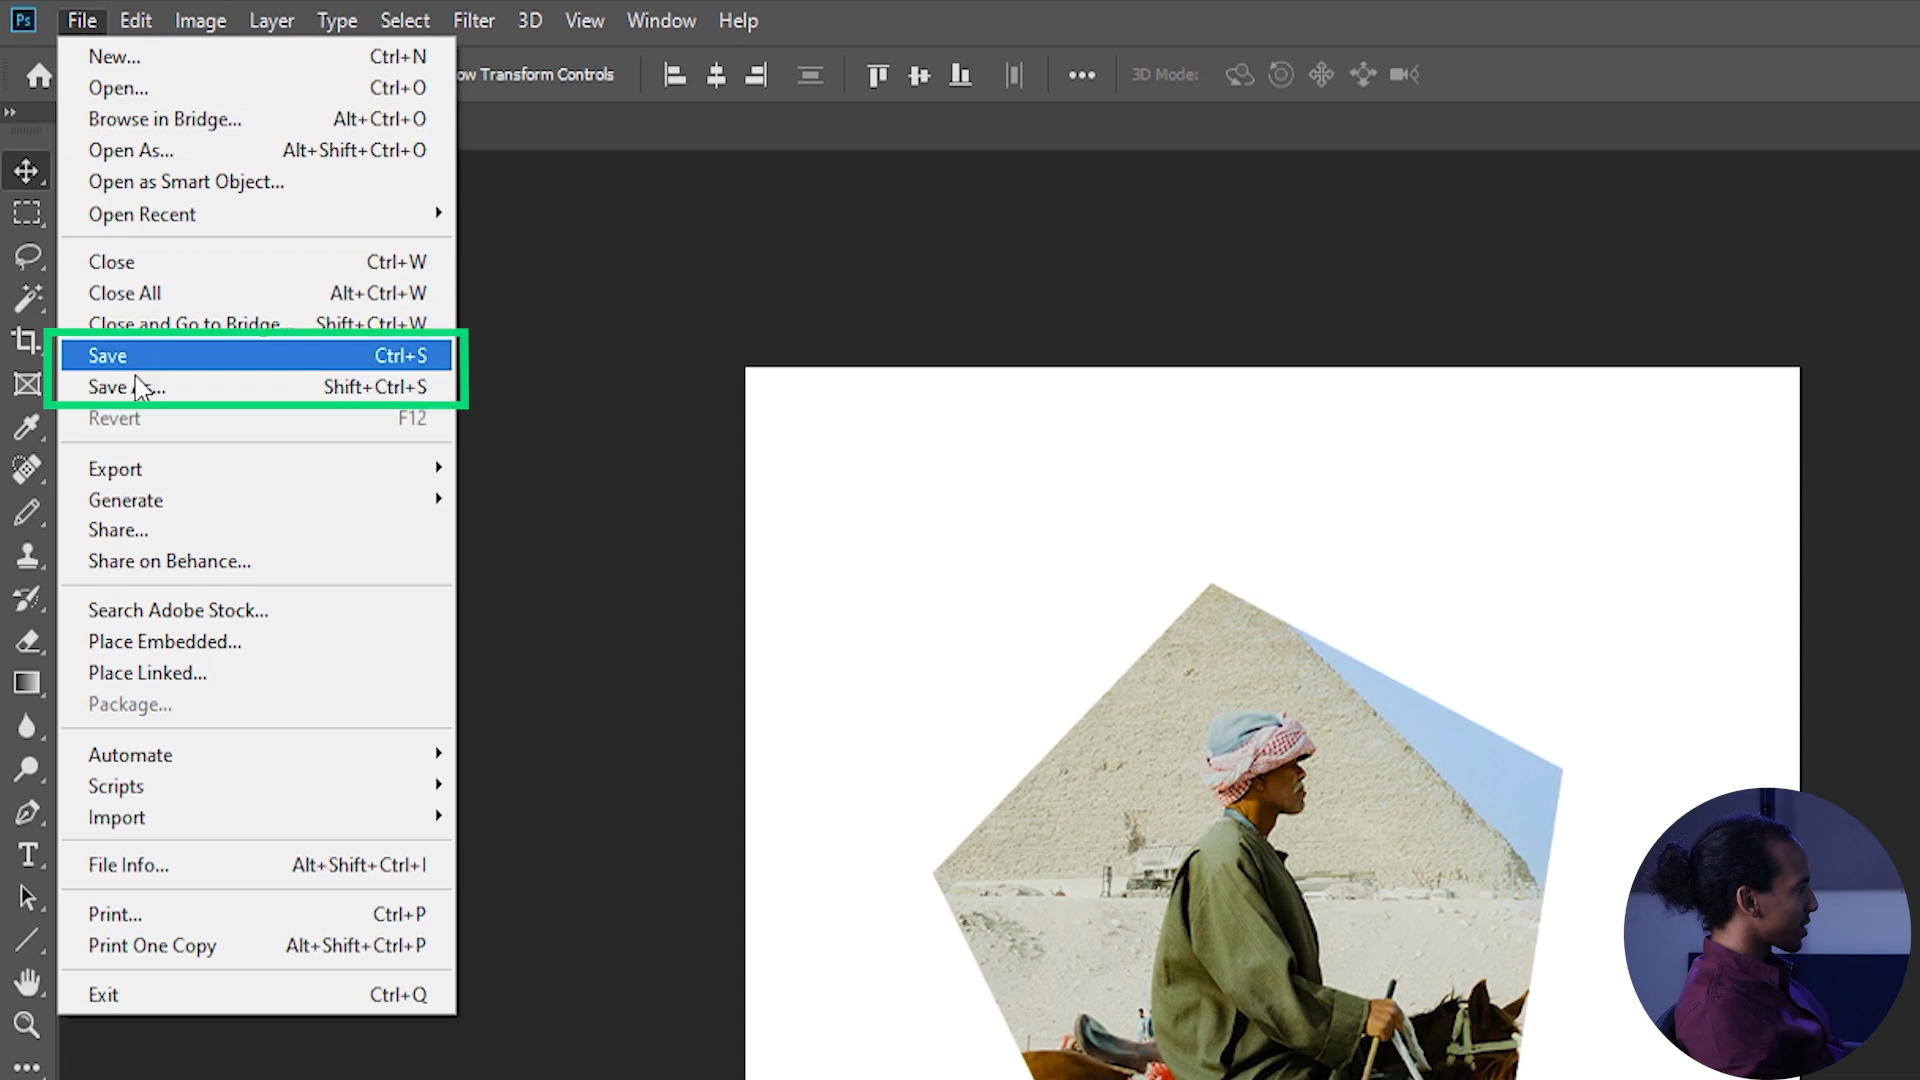 Ps File Edit Image Layer Type Select Filter 3D View Window Help
ow Transform Controls 3D Mode:
New... Ctrl+N
Open... Ctrl+O
Browse in Bridge... Alt+Ctrl+O
Open As... Alt+Shift+Ctrl+O
Open as Smart Object...
Open Recent
Close Ctrl+W
Close All Alt+Ctrl+W
Close and Go to Bridge... Shift+Ctrl+W
Save Ctrl+S
Save As... Shift+Ctrl+S
Revert F12
Export
Generate
Share...
Share on Behance...
Search Adobe Stock...
Place Embedded...
Place Linked...
Package...
Automate
Scripts
Import
File Info... Alt+Shift+Ctrl+I
Print... Ctrl+P
Print One Copy Alt+Shift+Ctrl+P
Exit Ctrl+Q